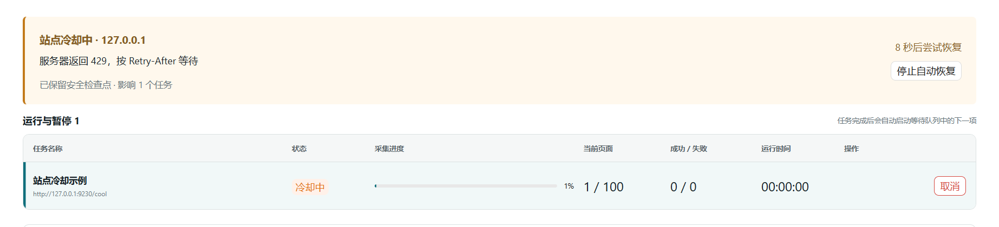 站点冷却中 · 127.0.0.1
服务器返回 429，按 Retry-After 等待
已保留安全检查点 · 影响 1 个任务
8 秒后尝试恢复
停止自动恢复
运行与暂停 1
任务完成后会自动启动等待队列中的下一项
任务名称 状态 采集进度 当前页面 成功 / 失败 运行时间 操作
站点冷却示例
http://127.0.0.1:9230/cool
冷却中 1% 1 / 100 0 / 0 00:00:00 取消